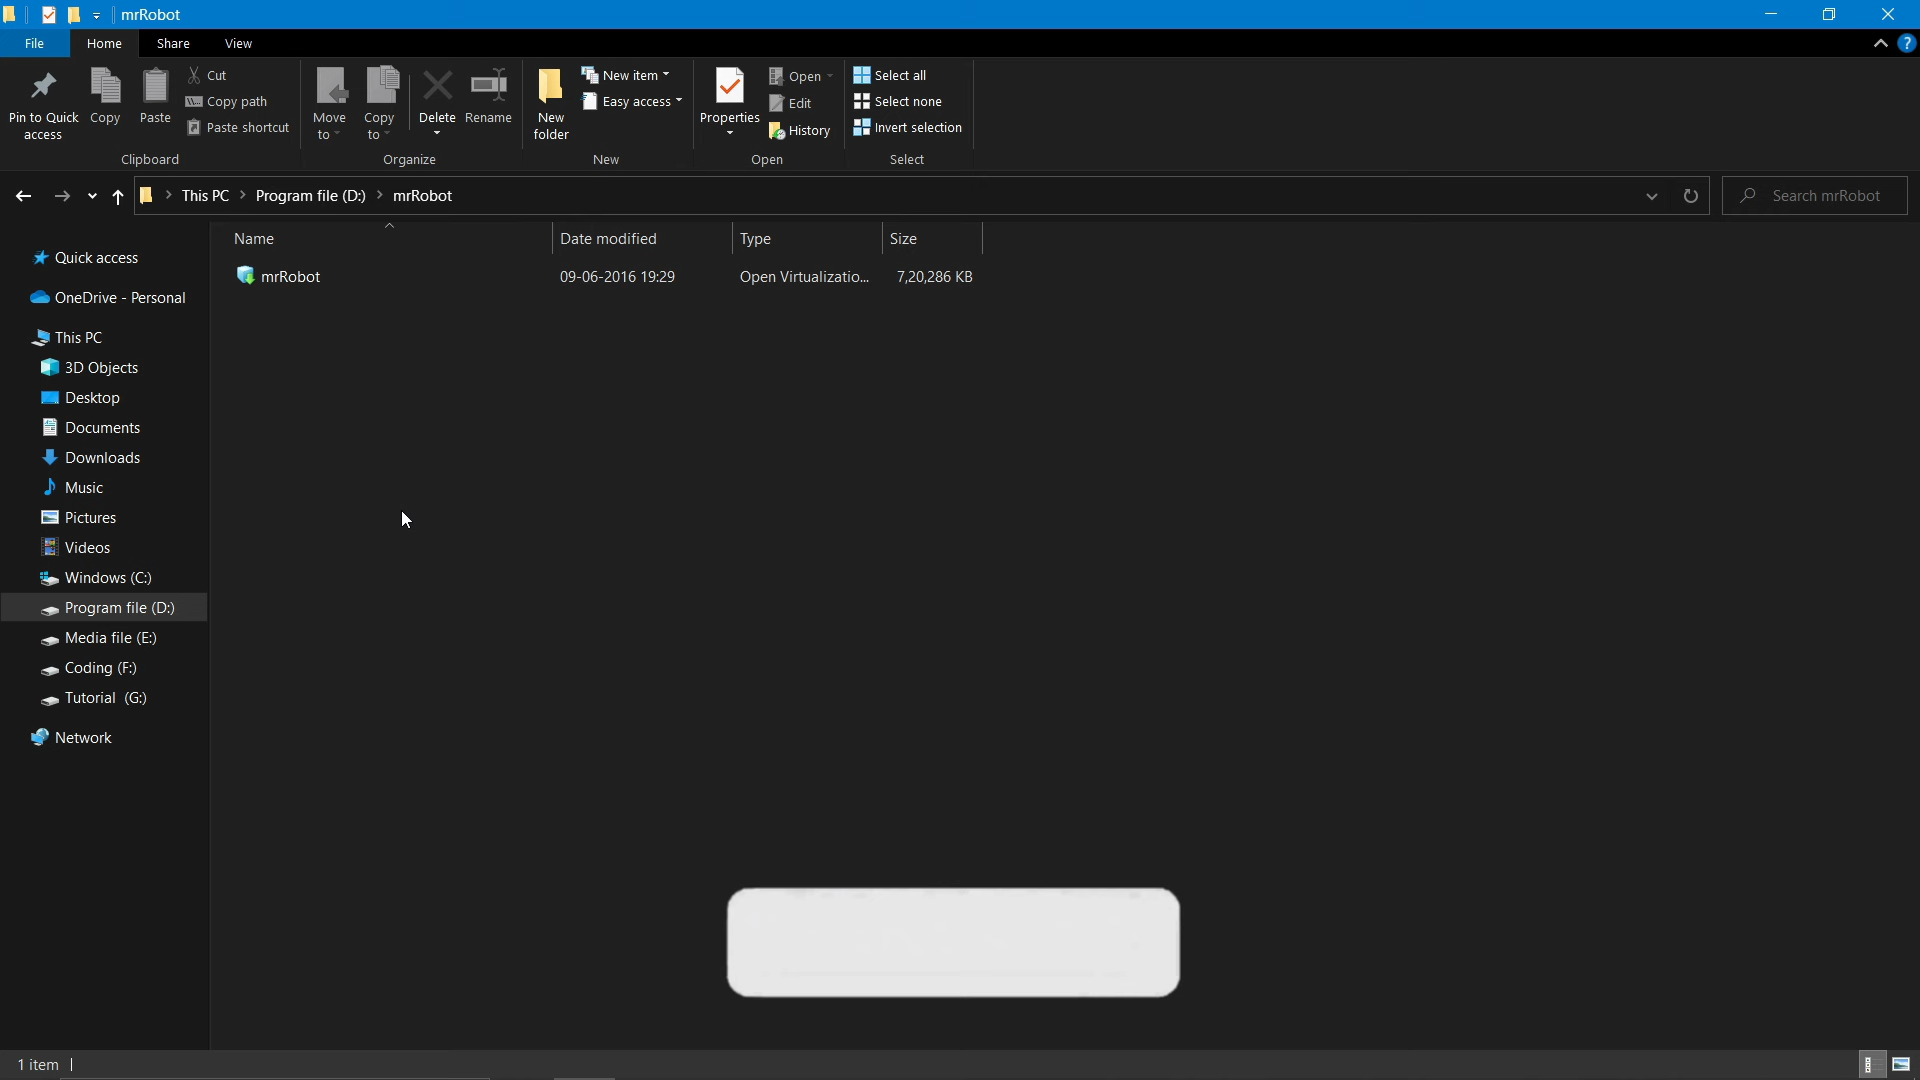 mrRobot
File Home Share View
Pin to Quick access
Copy
Paste
Cut
Copy path
Paste shortcut
Clipboard
Move to
Copy to
Delete
Rename
Organize
New folder
New item
Easy access
New
Properties
Open
Edit
History
Open
Select all
Select none
Invert selection
Select
This PC > Program file (D:) > mrRobot
Search mrRobot
Name Date modified Type Size
mrRobot 09-06-2016 19:29 Open Virtualizatio... 7,20,286 KB
Quick access
OneDrive - Personal
This PC
3D Objects
Desktop
Documents
Downloads
Music
Pictures
Videos
Windows (C:)
Program file (D:)
Media file (E:)
Coding (F:)
Tutorial (G:)
Network
1 item